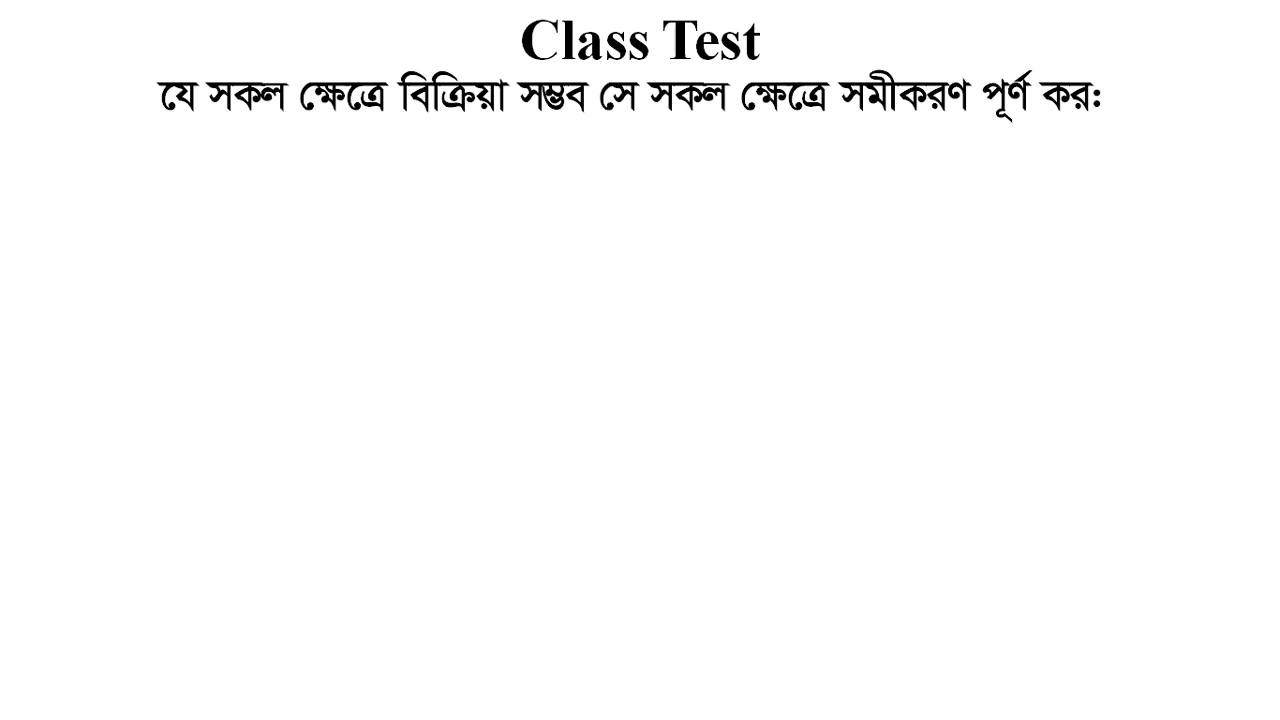 Class Test
যে সকল ক্ষেত্রে বিক্রিয়া সম্ভব সে সকল ক্ষেত্রে সমীকরণ পূর্ণ কর: